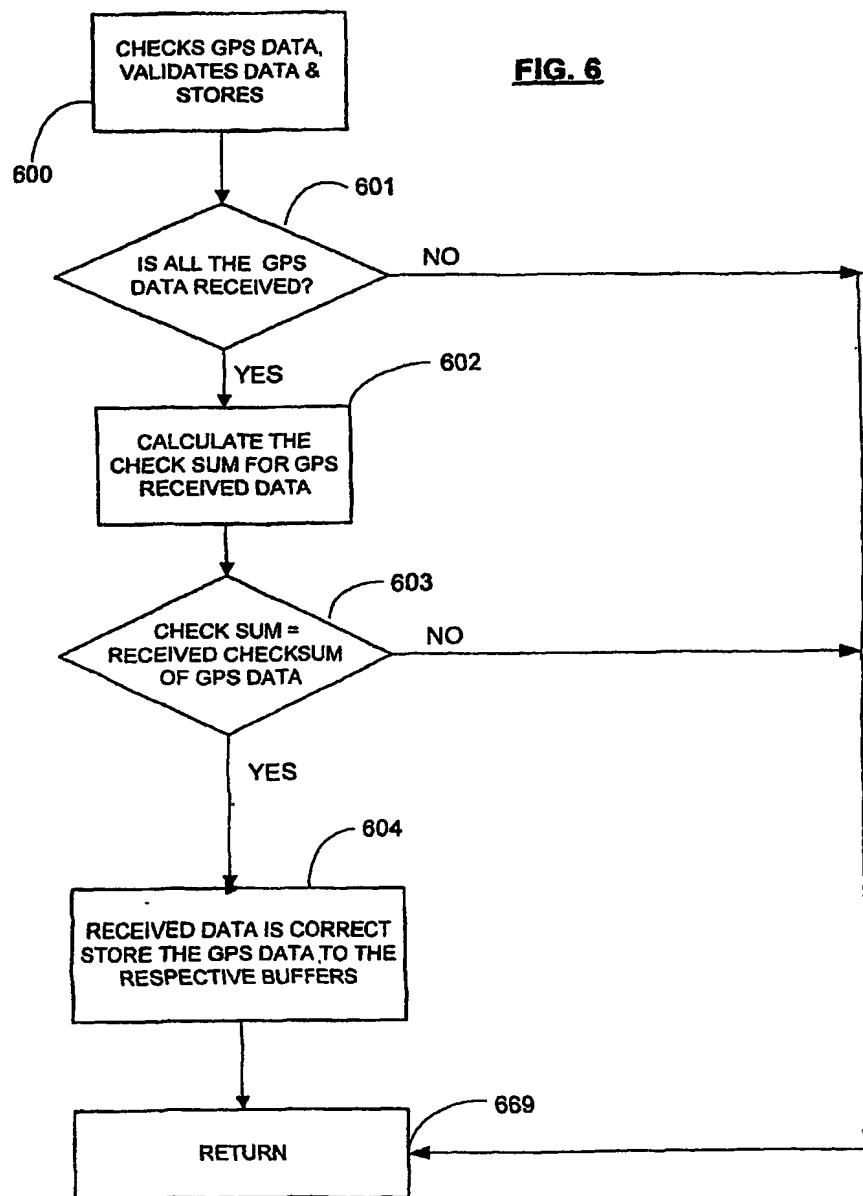 CHECKS GPS DATA,
VALIDATES DATA &
STORES
FIG. 6
600
601
IS ALL THE GPS
DATA RECEIVED?
NO
YES
602
CALCULATE THE
CHECK SUM FOR GPS
RECEIVED DATA
603
CHECK SUM =
RECEIVED CHECKSUM
OF GPS DATA
NO
YES
604
RECEIVED DATA IS CORRECT
STORE THE GPS DATA TO THE
RESPECTIVE BUFFERS
669
RETURN